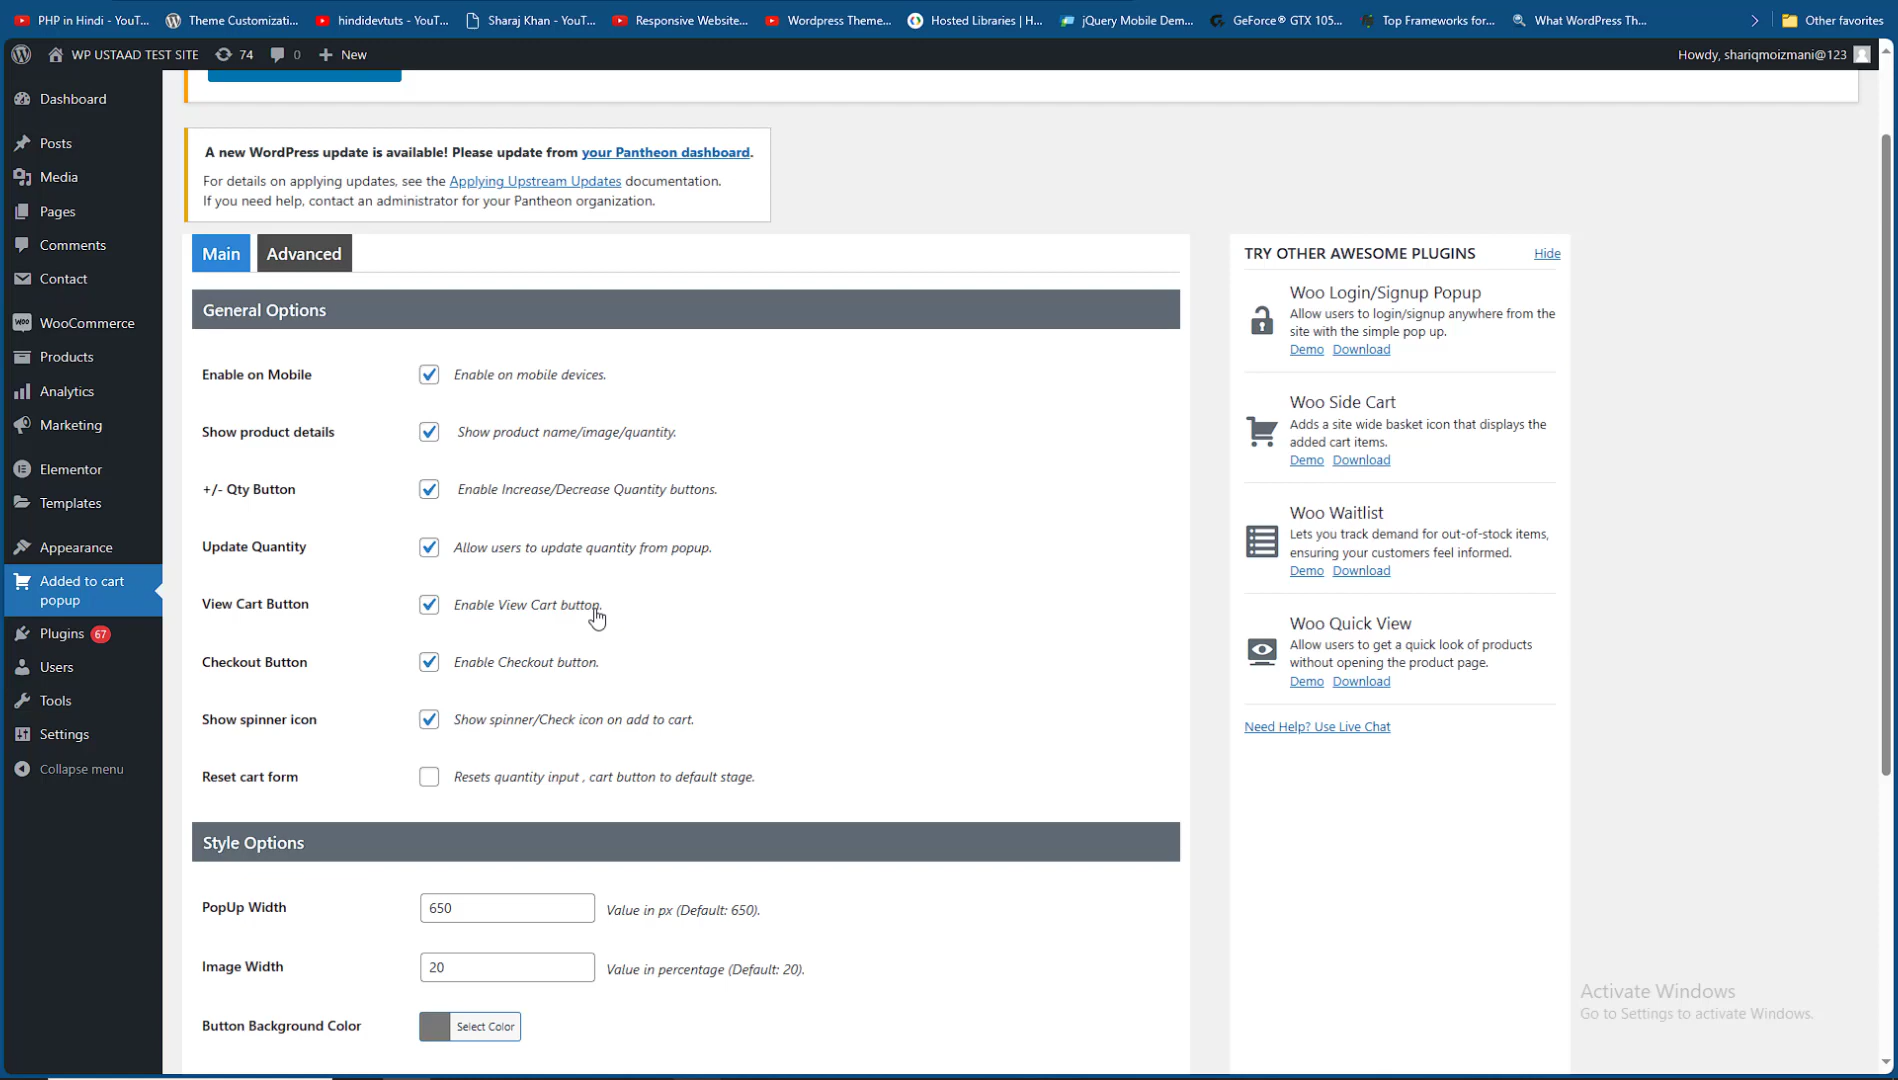 PHP in Hindi - YouT...
Theme Customizati...
hindidevtuts - YouT...
Sharaj Khan - YouT...
Responsive Website...
Wordpress Theme...
Hosted Libraries | H...
jQuery Mobile Dem...
GeForce® GTX 105...
Top Frameworks for...
What WordPress Th...
Other favorites
WP USTAAD TEST SITE
74
0
New
Howdy, shariqmoizmani@123
Dashboard
Posts
Media
Pages
Comments
Contact
WooCommerce
Products
Analytics
Marketing
Elementor
Templates
Appearance
Added to cart
popup
Plugins 67
Users
Tools
Settings
Collapse menu
A new WordPress update is available! Please update from your Pantheon dashboard.
For details on applying updates, see the Applying Upstream Updates documentation.
If you need help, contact an administrator for your Pantheon organization.
Main
Advanced
General Options
Enable on Mobile
Enable on mobile devices.
Show product details
Show product name/image/quantity.
+/- Qty Button
Enable Increase/Decrease Quantity buttons.
Update Quantity
Allow users to update quantity from popup.
View Cart Button
Enable View Cart button.
Checkout Button
Enable Checkout button.
Show spinner icon
Show spinner/Check icon on add to cart.
Reset cart form
Resets quantity input , cart button to default stage.
Style Options
PopUp Width
650
Value in px (Default: 650).
Image Width
20
Value in percentage (Default: 20).
Button Background Color
Select Color
TRY OTHER AWESOME PLUGINS
Hide
Woo Login/Signup Popup
Allow users to login/signup anywhere from the
site with the simple pop up.
Demo Download
Woo Side Cart
Adds a site wide basket icon that displays the
added cart items.
Demo Download
Woo Waitlist
Lets you track demand for out-of-stock items,
ensuring your customers feel informed.
Demo Download
Woo Quick View
Allow users to get a quick look of products
without opening the product page.
Demo Download
Need Help? Use Live Chat
Activate Windows
Go to Settings to activate Windows.